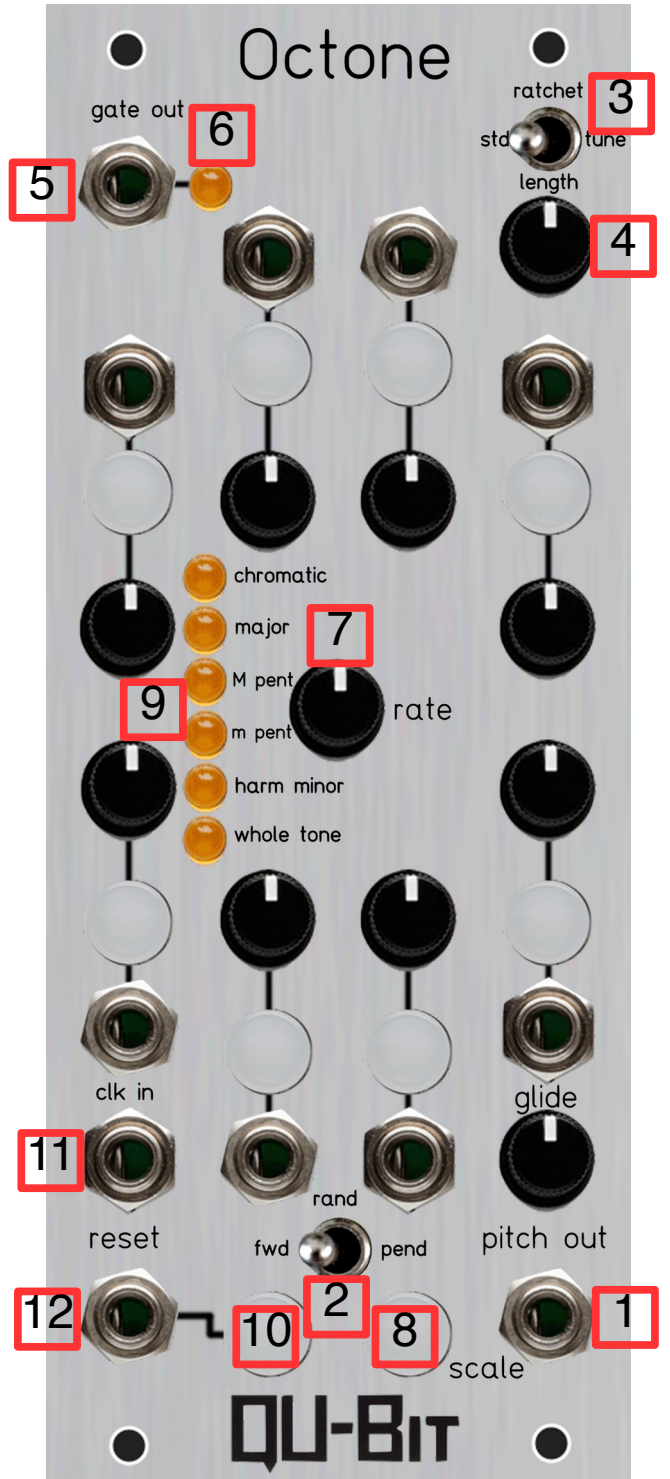 Octone
ratchet
3
gate out
6
std
tune
5
length
4
chromatic
major
7
M pent
9
rate
m pent
harm minor
whole tone
clk in
glide
11
rand
reset
pitch out
fwd
pend
12
2
10
8
1
scale
QU-BIT